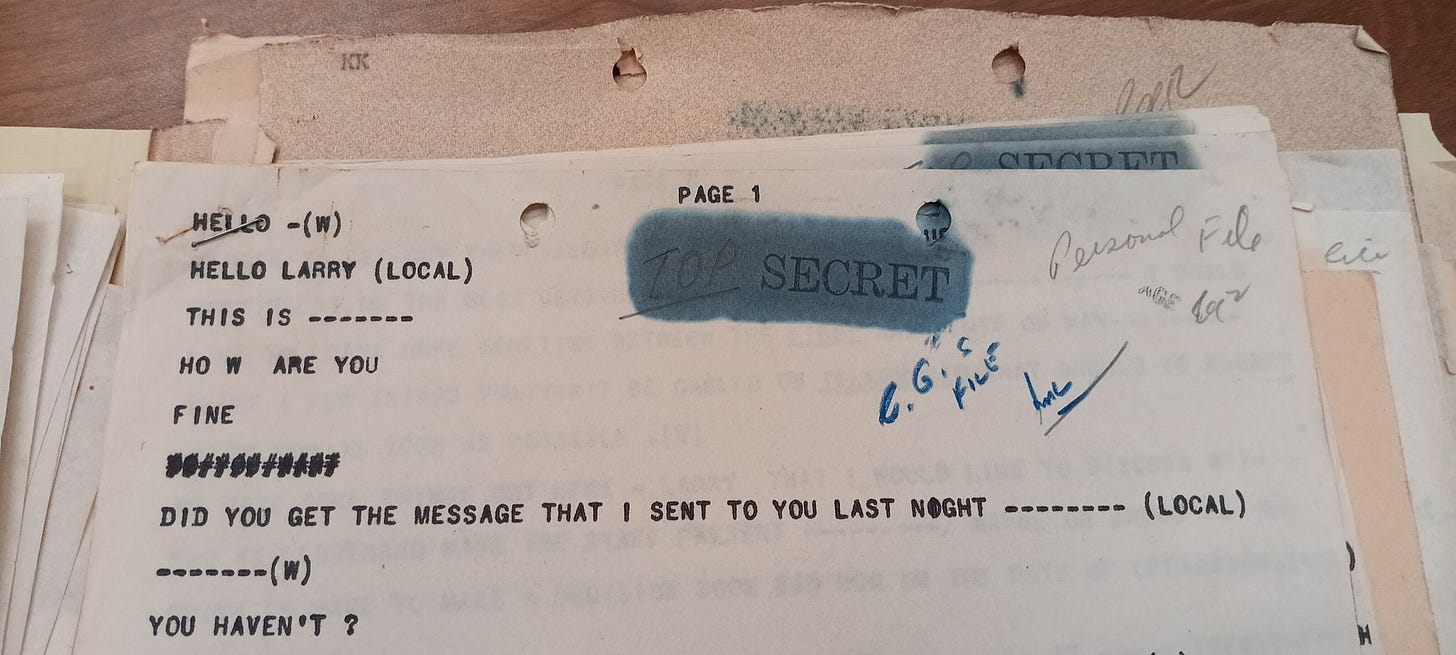 KK
SECRET
PAGE 1
HELLO -(W)
TOP SECRET
Personal File
HELLO LARRY (LOCAL)
THIS IS -------
HO W ARE YOU
C. G.'S
FILE
FINE
DID YOU GET THE MESSAGE THAT I SENT TO YOU LAST NOGHT -------- (LOCAL)
-------(W)
YOU HAVEN'T ?
H